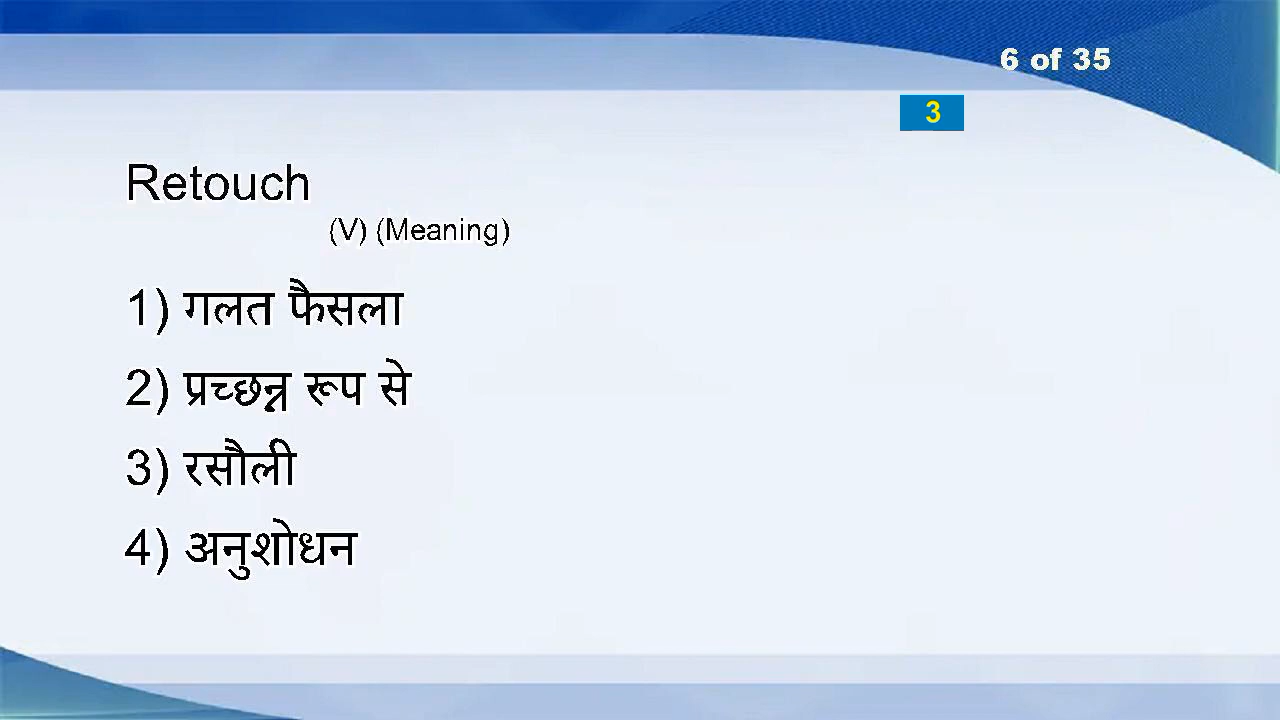 6 of 35
3
Retouch
(V) (Meaning)
1) गलत फैसला
2) प्रच्छन्न रूप से
3) रसौली
4) अनुशोधन